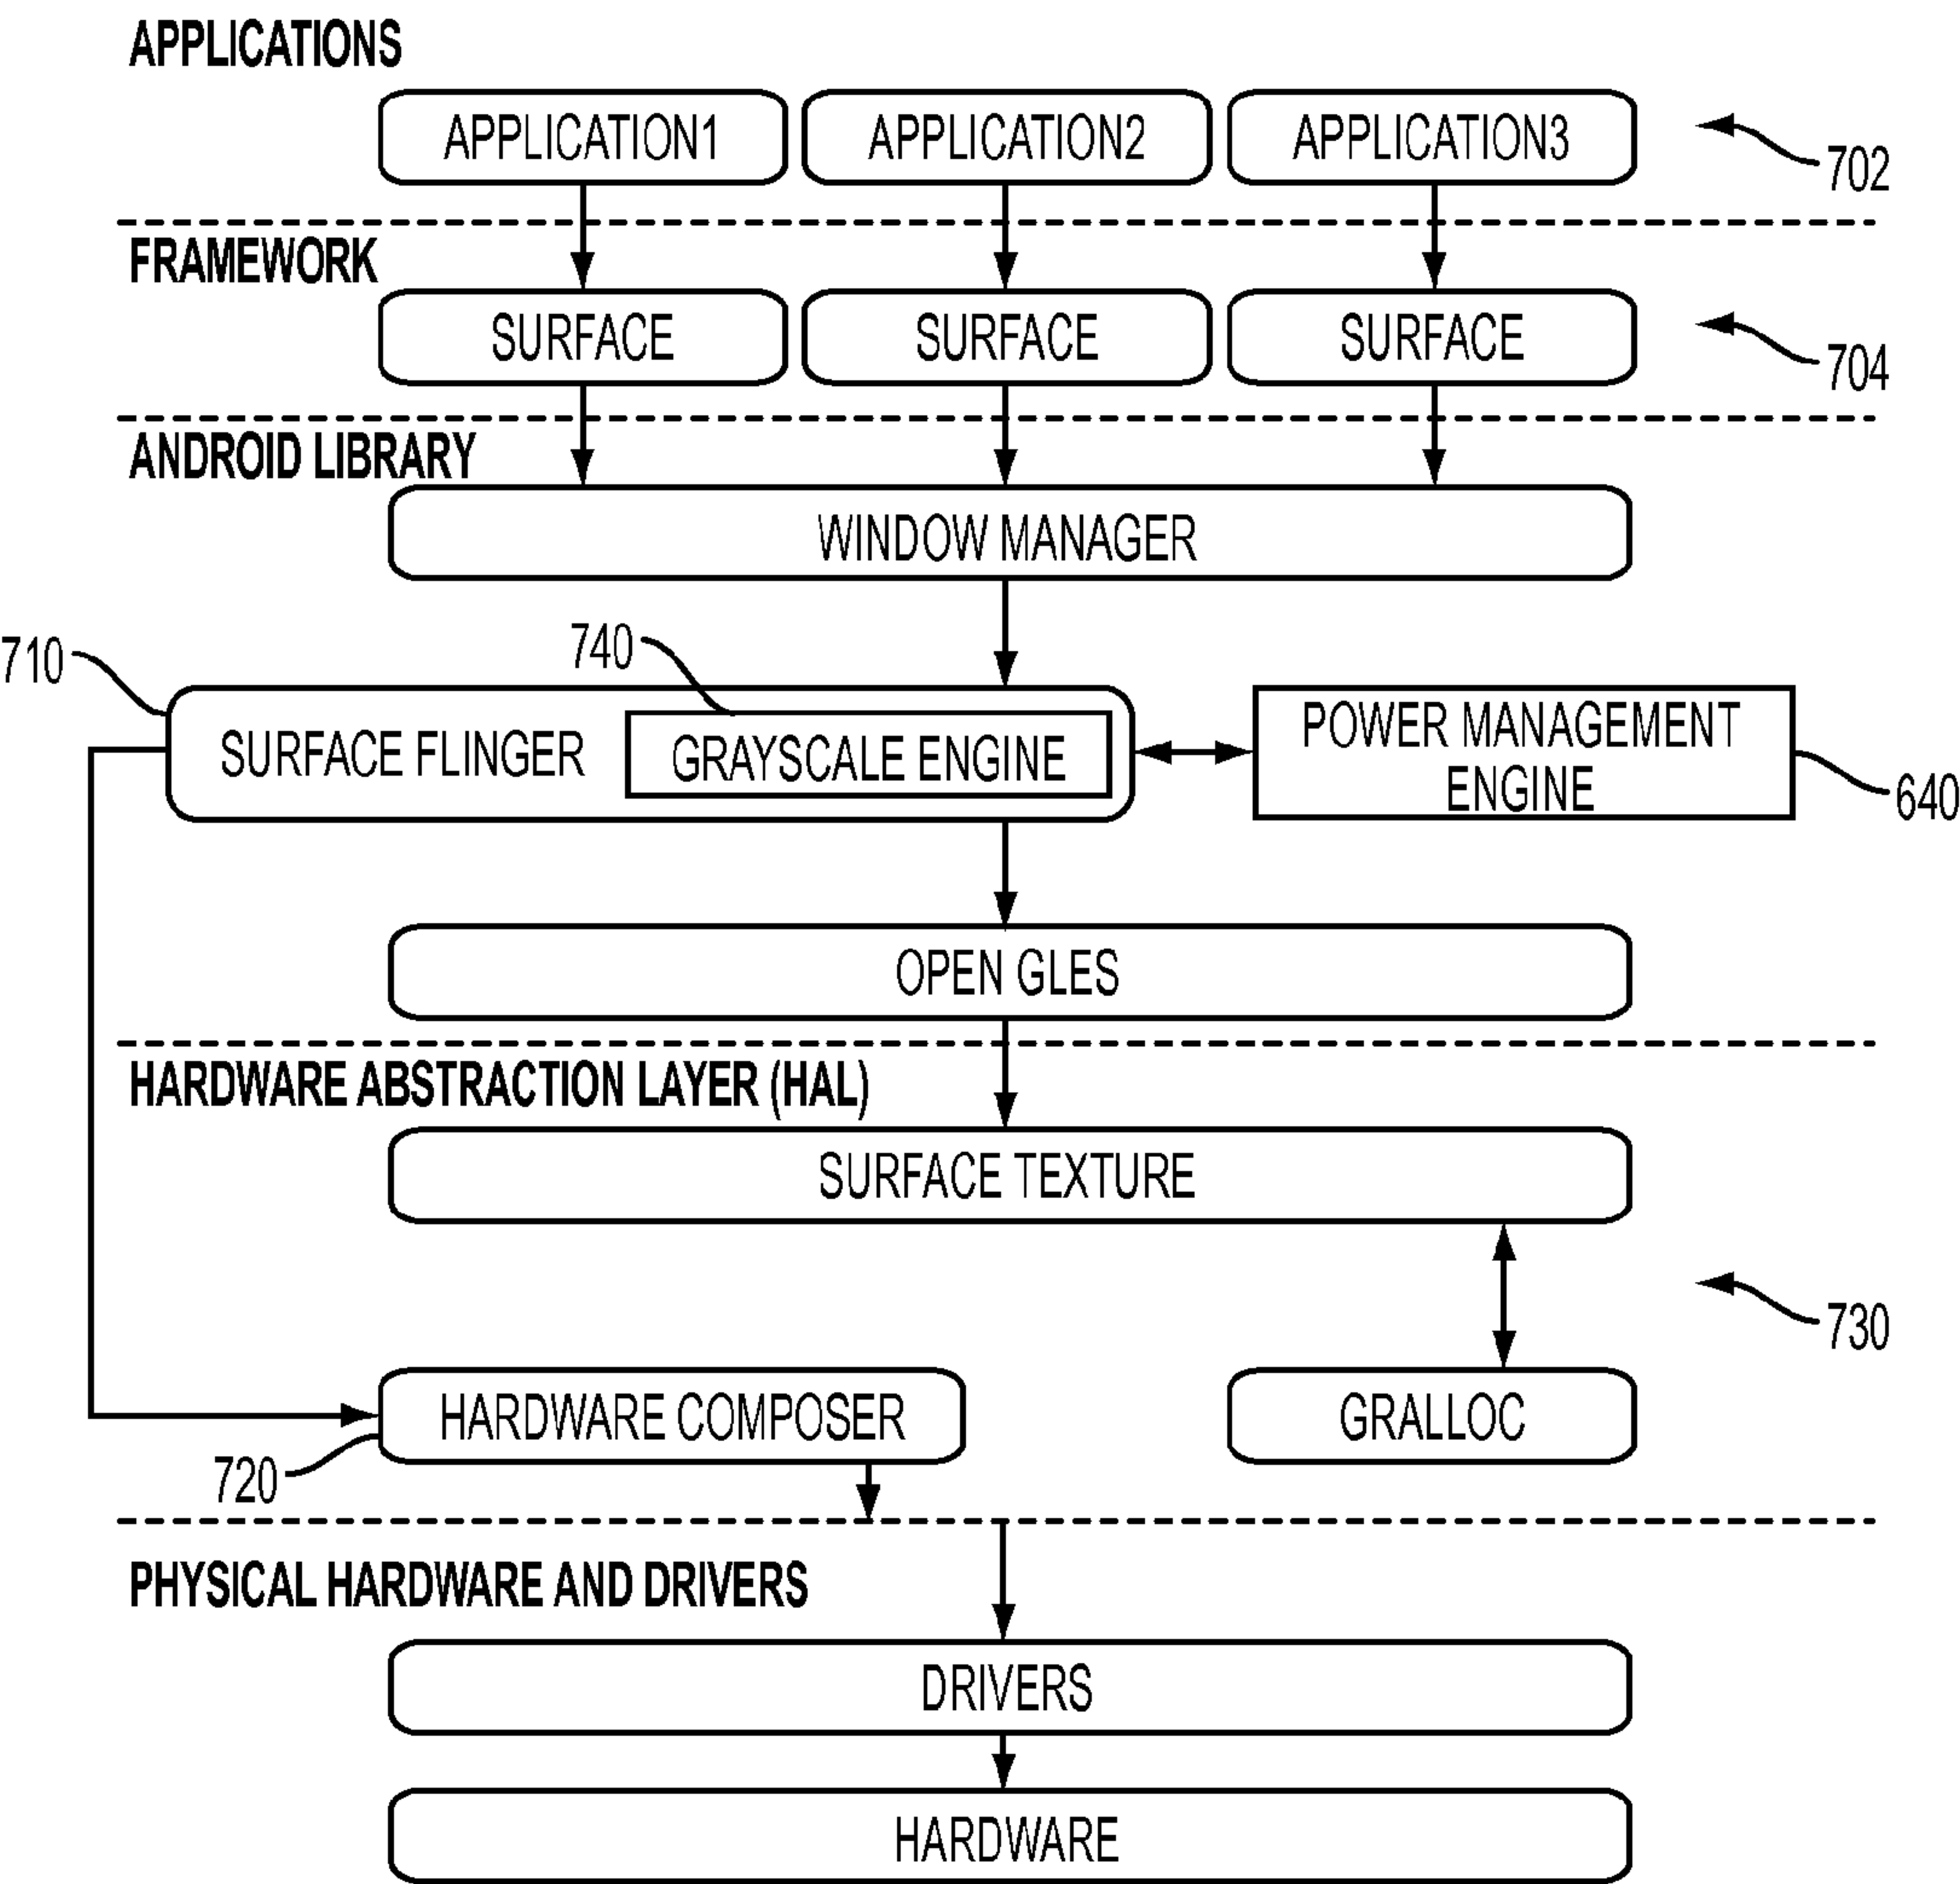 APPLICATIONS
APPLICATION1 APPLICATION2 APPLICATION3
702
FRAMEWORK
SURFACE SURFACE SURFACE
704
ANDROID LIBRARY
WINDOW MANAGER
710
740
SURFACE FLINGER
GRAYSCALE ENGINE
POWER MANAGEMENT
ENGINE
640
OPEN GLES
HARDWARE ABSTRACTION LAYER (HAL)
SURFACE TEXTURE
730
HARDWARE COMPOSER
GRALLOC
720
PHYSICAL HARDWARE AND DRIVERS
DRIVERS
HARDWARE